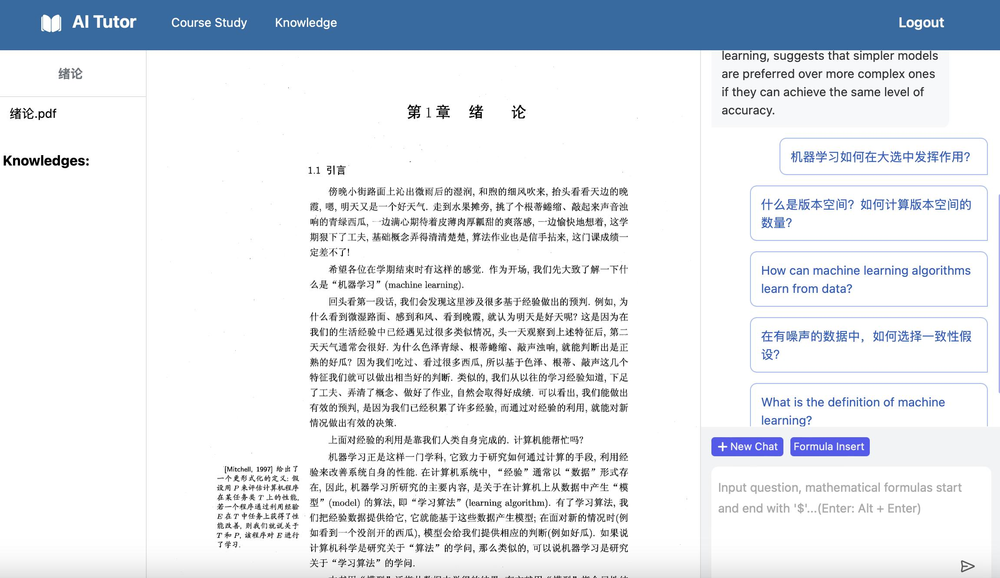 AI Tutor
Course Study
Knowledge
Logout
绪论
绪论.pdf
Knowledges:
第1章 绪 论
1.1 引言
傍晚小街路面上沁出微雨后的湿润, 和煦的细风吹来, 抬头看看天边的晚
霞, 嗯, 明天又是一个好天气. 走到水果摊旁, 挑了个根蒂蜷缩、敲起来声音浊
响的青绿西瓜, 一边满心期待着皮薄肉厚瓤甜的爽落感, 一边愉快地想着, 这学
期狠下了工夫, 基础概念弄得清清楚楚, 算法作业也是信手拈来, 这门课成绩一
定差不了!
希望各位在学期结束时有这样的感觉. 作为开场, 我们先大致了解一下什
么是“机器学习”(machine learning).
回头看第一段话, 我们会发现这里涉及很多基于经验做出的预判. 例如, 为
什么看到微湿路面、感到和风、看到晚霞, 就认为明天是好天呢? 这是因为在
我们的生活经验中已经遇见过很多类似情况, 头一天观察到上述特征后, 第二
天天气通常会很好. 为什么色泽青绿、根蒂蜷缩、敲声浊响, 就能判断出是正
熟的好瓜? 因为我们吃过、看过很多西瓜, 所以基于色泽、根蒂、敲声这几个
特征我们就可以做出相当好的判断. 类似的, 我们从以往的学习经验知道, 下足
了工夫、弄清了概念、做好了作业, 自然会取得好成绩. 可以看出, 我们能做出
有效的预判, 是因为我们已经积累了许多经验, 而通过对经验的利用, 就能对新
情况做出有效的决策.
上面对经验的利用是靠我们人类自身完成的. 计算机能帮忙吗?
机器学习正是这样一门学科, 它致力于研究如何通过计算的手段, 利用经
验来改善系统自身的性能. 在计算机系统中, “经验”通常以“数据”形式存
在, 因此, 机器学习所研究的主要内容, 是关于在计算机上从数据中产生“模
型”(model) 的算法, 即“学习算法”(learning algorithm). 有了学习算法, 我
们把经验数据提供给它, 它就能基于这些数据产生模型; 在面对新的情况时(例
如看到一个没剖开的西瓜), 模型会给我们提供相应的判断(例如好瓜). 如果说
计算机科学是研究关于“算法”的学问, 那么类似的, 可以说机器学习是研究
关于“学习算法”的学问.
[Mitchell, 1997] 给出了
一个更形式化的定义: 假
设用 P 来评估计算机程序
在某任务类 T 上的性能,
若一个程序通过利用经验
E 在 T 中任务上获得了性
能改善, 则我们就说关于
T 和 P, 该程序对 E 进行
了学习.
learning, suggests that simpler models
are preferred over more complex ones
if they can achieve the same level of
accuracy.
机器学习如何在大选中发挥作用?
什么是版本空间? 如何计算版本空间的
数量?
How can machine learning algorithms
learn from data?
在有噪声的数据中，如何选择一致性假
设?
What is the definition of machine
learning?
+ New Chat
Formula Insert
Input question, mathematical formulas start
and end with '$'...(Enter: Alt + Enter)